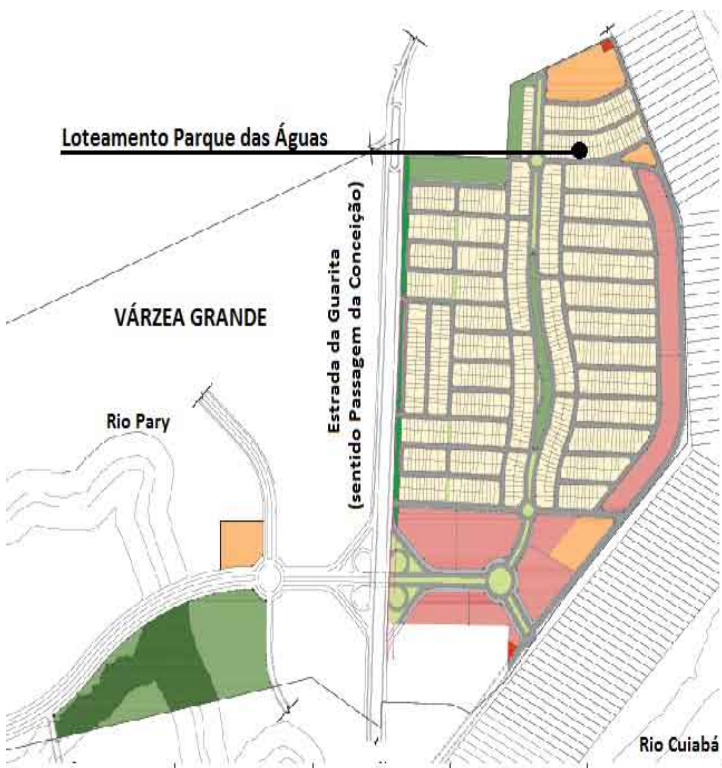 Loteamento Parque das Águas
Estrada da Guarita
(sentido Passagem da Conceição)
VÁRZEA GRANDE
Rio Pary
Rio Cuiabá